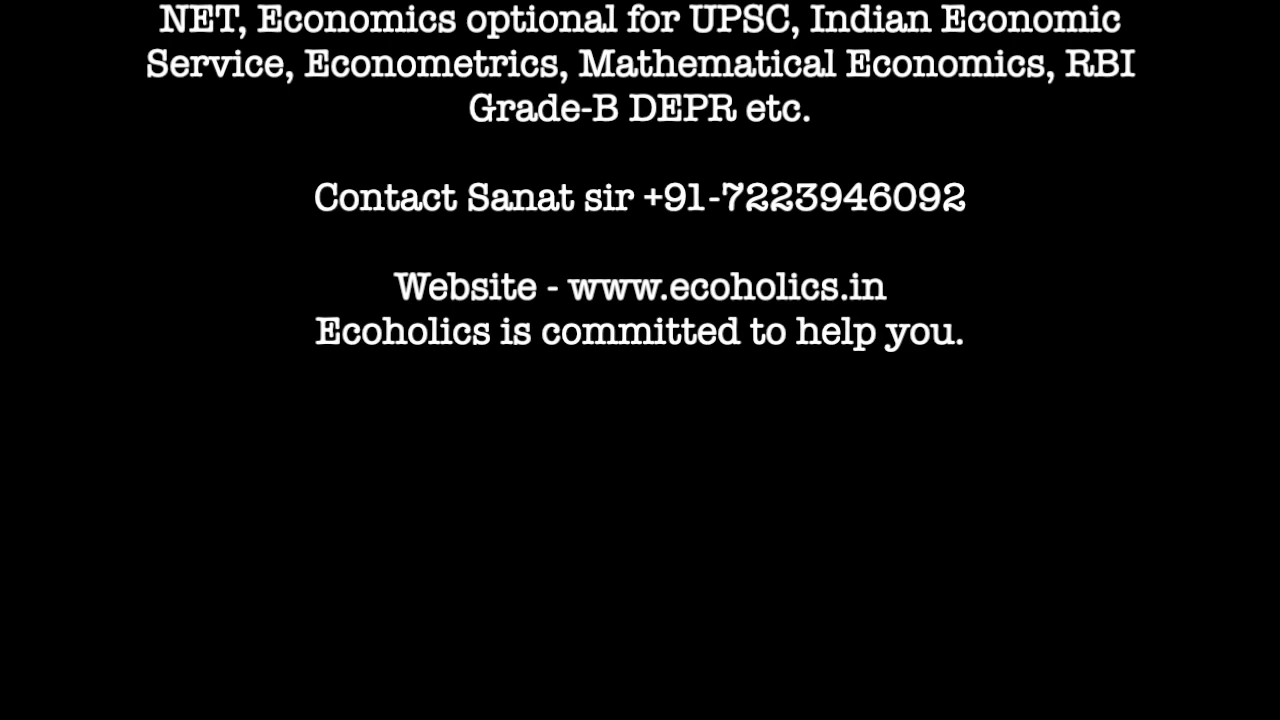 NET, Economics optional for UPSC, Indian Economic
Service, Econometrics, Mathematical Economics, RBI
Grade-B DEPR etc.
Contact Sanat sir +91-7223946092
Website - www.ecoholics.in
Ecoholics is committed to help you.